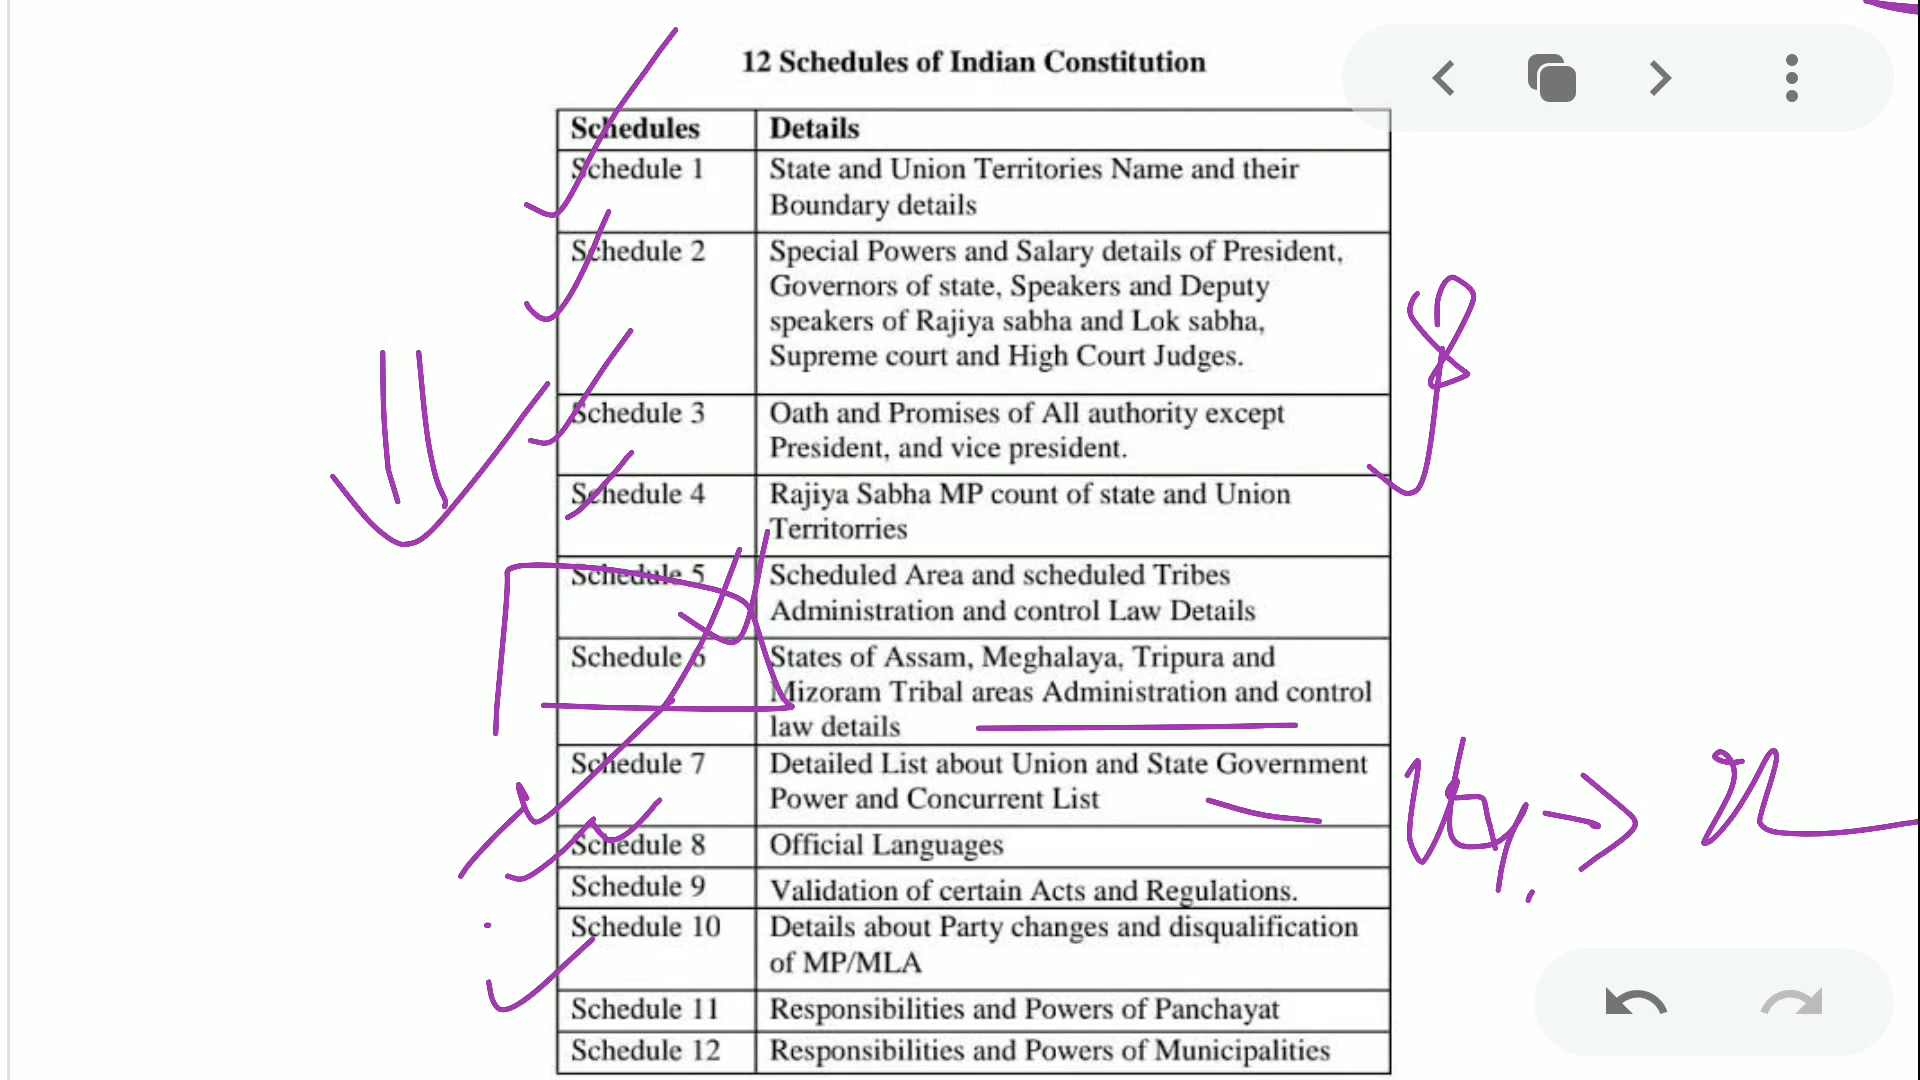 12 Schedules of Indian Constitution
Schedules Details
Schedule 1 State and Union Territories Name and their
Boundary details
Schedule 2 Special Powers and Salary details of President,
Governors of state, Speakers and Deputy
speakers of Rajiya sabha and Lok sabha,
Supreme court and High Court Judges.
Schedule 3 Oath and Promises of All authority except
President, and vice president.
Schedule 4 Rajiya Sabha MP count of state and Union
Territorries
Schedule 5 Scheduled Area and scheduled Tribes
Administration and control Law Details
Schedule 6 States of Assam, Meghalaya, Tripura and
Mizoram Tribal areas Administration and control
law details
Schedule 7 Detailed List about Union and State Government
Power and Concurrent List
Schedule 8 Official Languages
Schedule 9 Validation of certain Acts and Regulations.
Schedule 10 Details about Party changes and disqualification
of MP/MLA
Schedule 11 Responsibilities and Powers of Panchayat
Schedule 12 Responsibilities and Powers of Municipalities